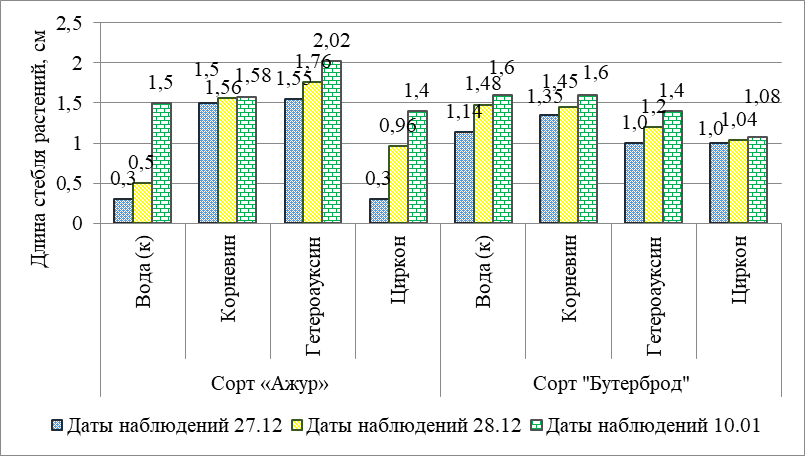 Длина стебля растений, см
2,5
2
1,5
1
0,5
0
0,3
0,5
1,5
1,5
1,56
1,58
1,55
1,76
2,02
0,3
0,96
1,4
1,14
1,48
1,6
1,35
1,45
1,6
1,0
1,2
1,4
1,0
1,04
1,08
Вода (к)
Корневин
Гетероауксин
Циркон
Вода (к)
Корневин
Гетероауксин
Циркон
Сорт «Ажур»
Сорт "Бутерброд"
Даты наблюдений 27.12
Даты наблюдений 28.12
Даты наблюдений 10.01